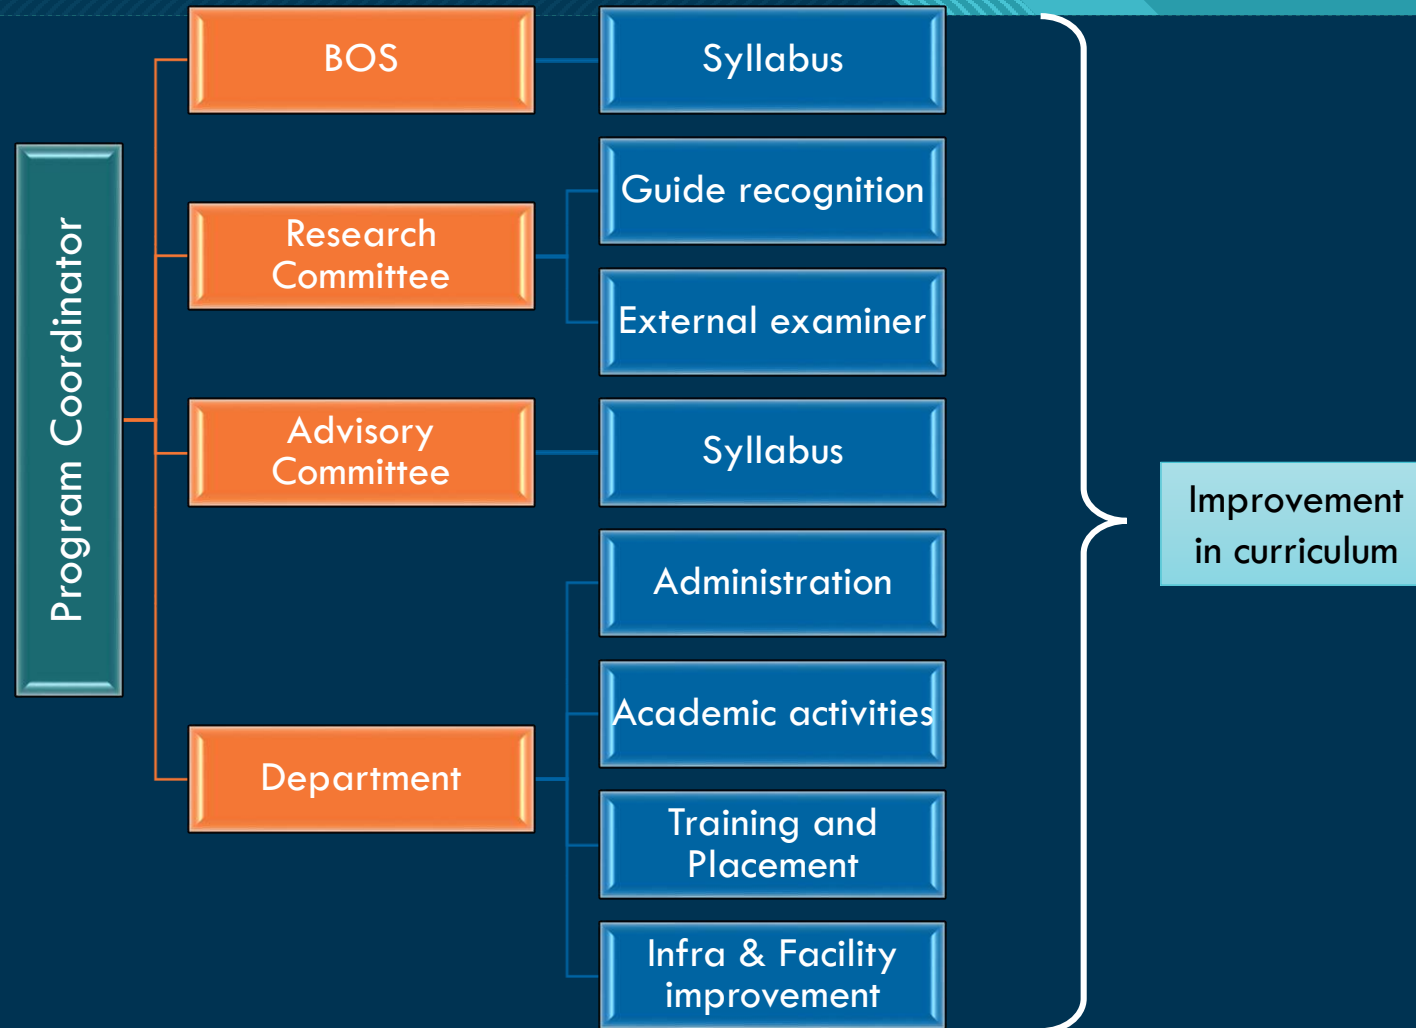 Program Coordinator
BOS
Syllabus
Research
Committee
Guide recognition
External examiner
Advisory
Committee
Syllabus
Department
Administration
Academic activities
Training and
Placement
Infra & Facility
improvement
Improvement
in curriculum